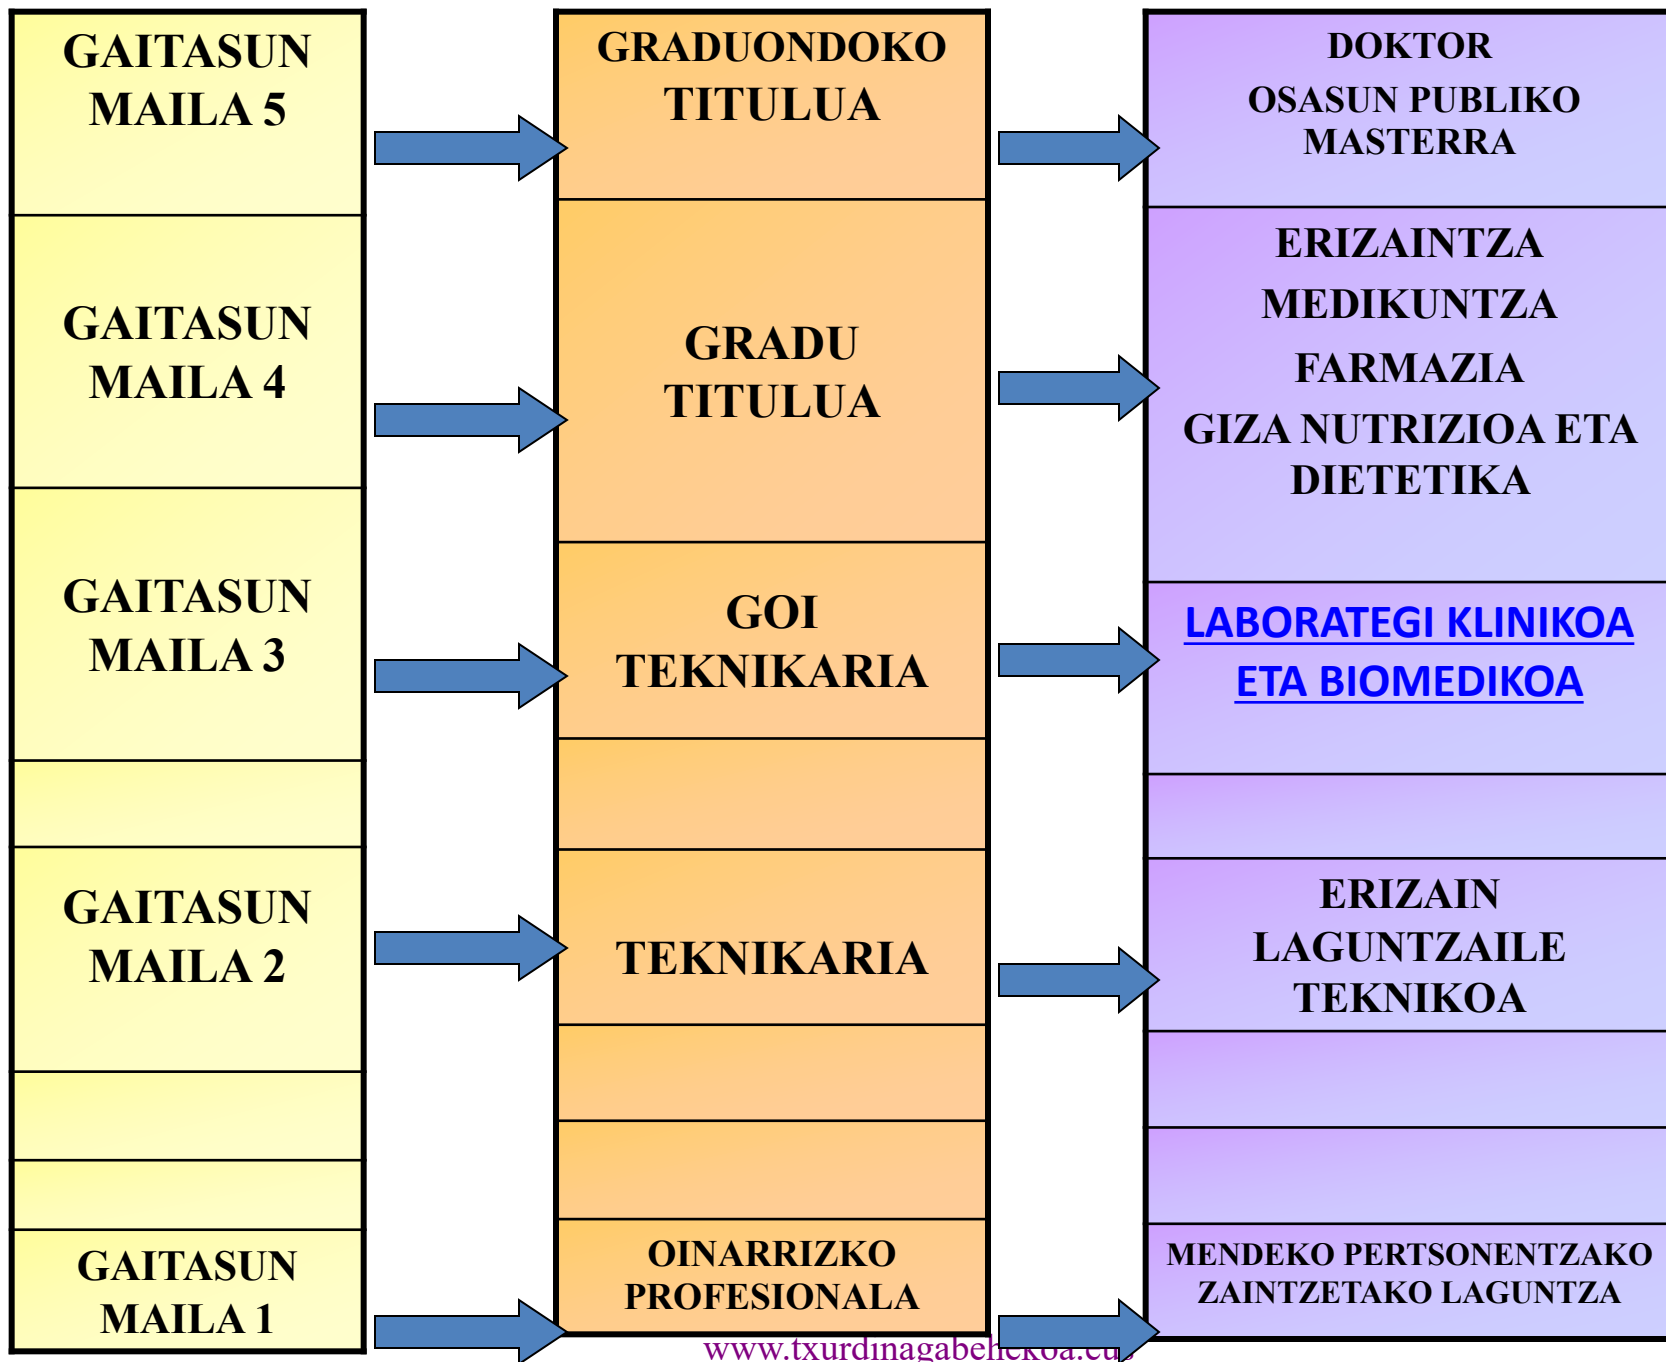 GAITASUN
MAILA 5
GRADUONDOKO
TITULUA
DOKTOR
OSASUN PUBLIKO
MASTERRA
GAITASUN
MAILA 4
GRADU
TITULUA
ERIZAINTZA
MEDIKUNTZA
FARMAZIA
GIZA NUTRIZIOA ETA
DIETETIKA
GAITASUN
MAILA 3
GOI
TEKNIKARIA
LABORATEGI KLINIKOA
ETA BIOMEDIKOA
GAITASUN
MAILA 2
TEKNIKARIA
ERIZAIN
LAGUNTZAILE
TEKNIKOA
GAITASUN
MAILA 1
OINARRIZKO
PROFESIONALA
MENDEKO PERTSONENTZAKO
ZAINTZETAKO LAGUNTZA